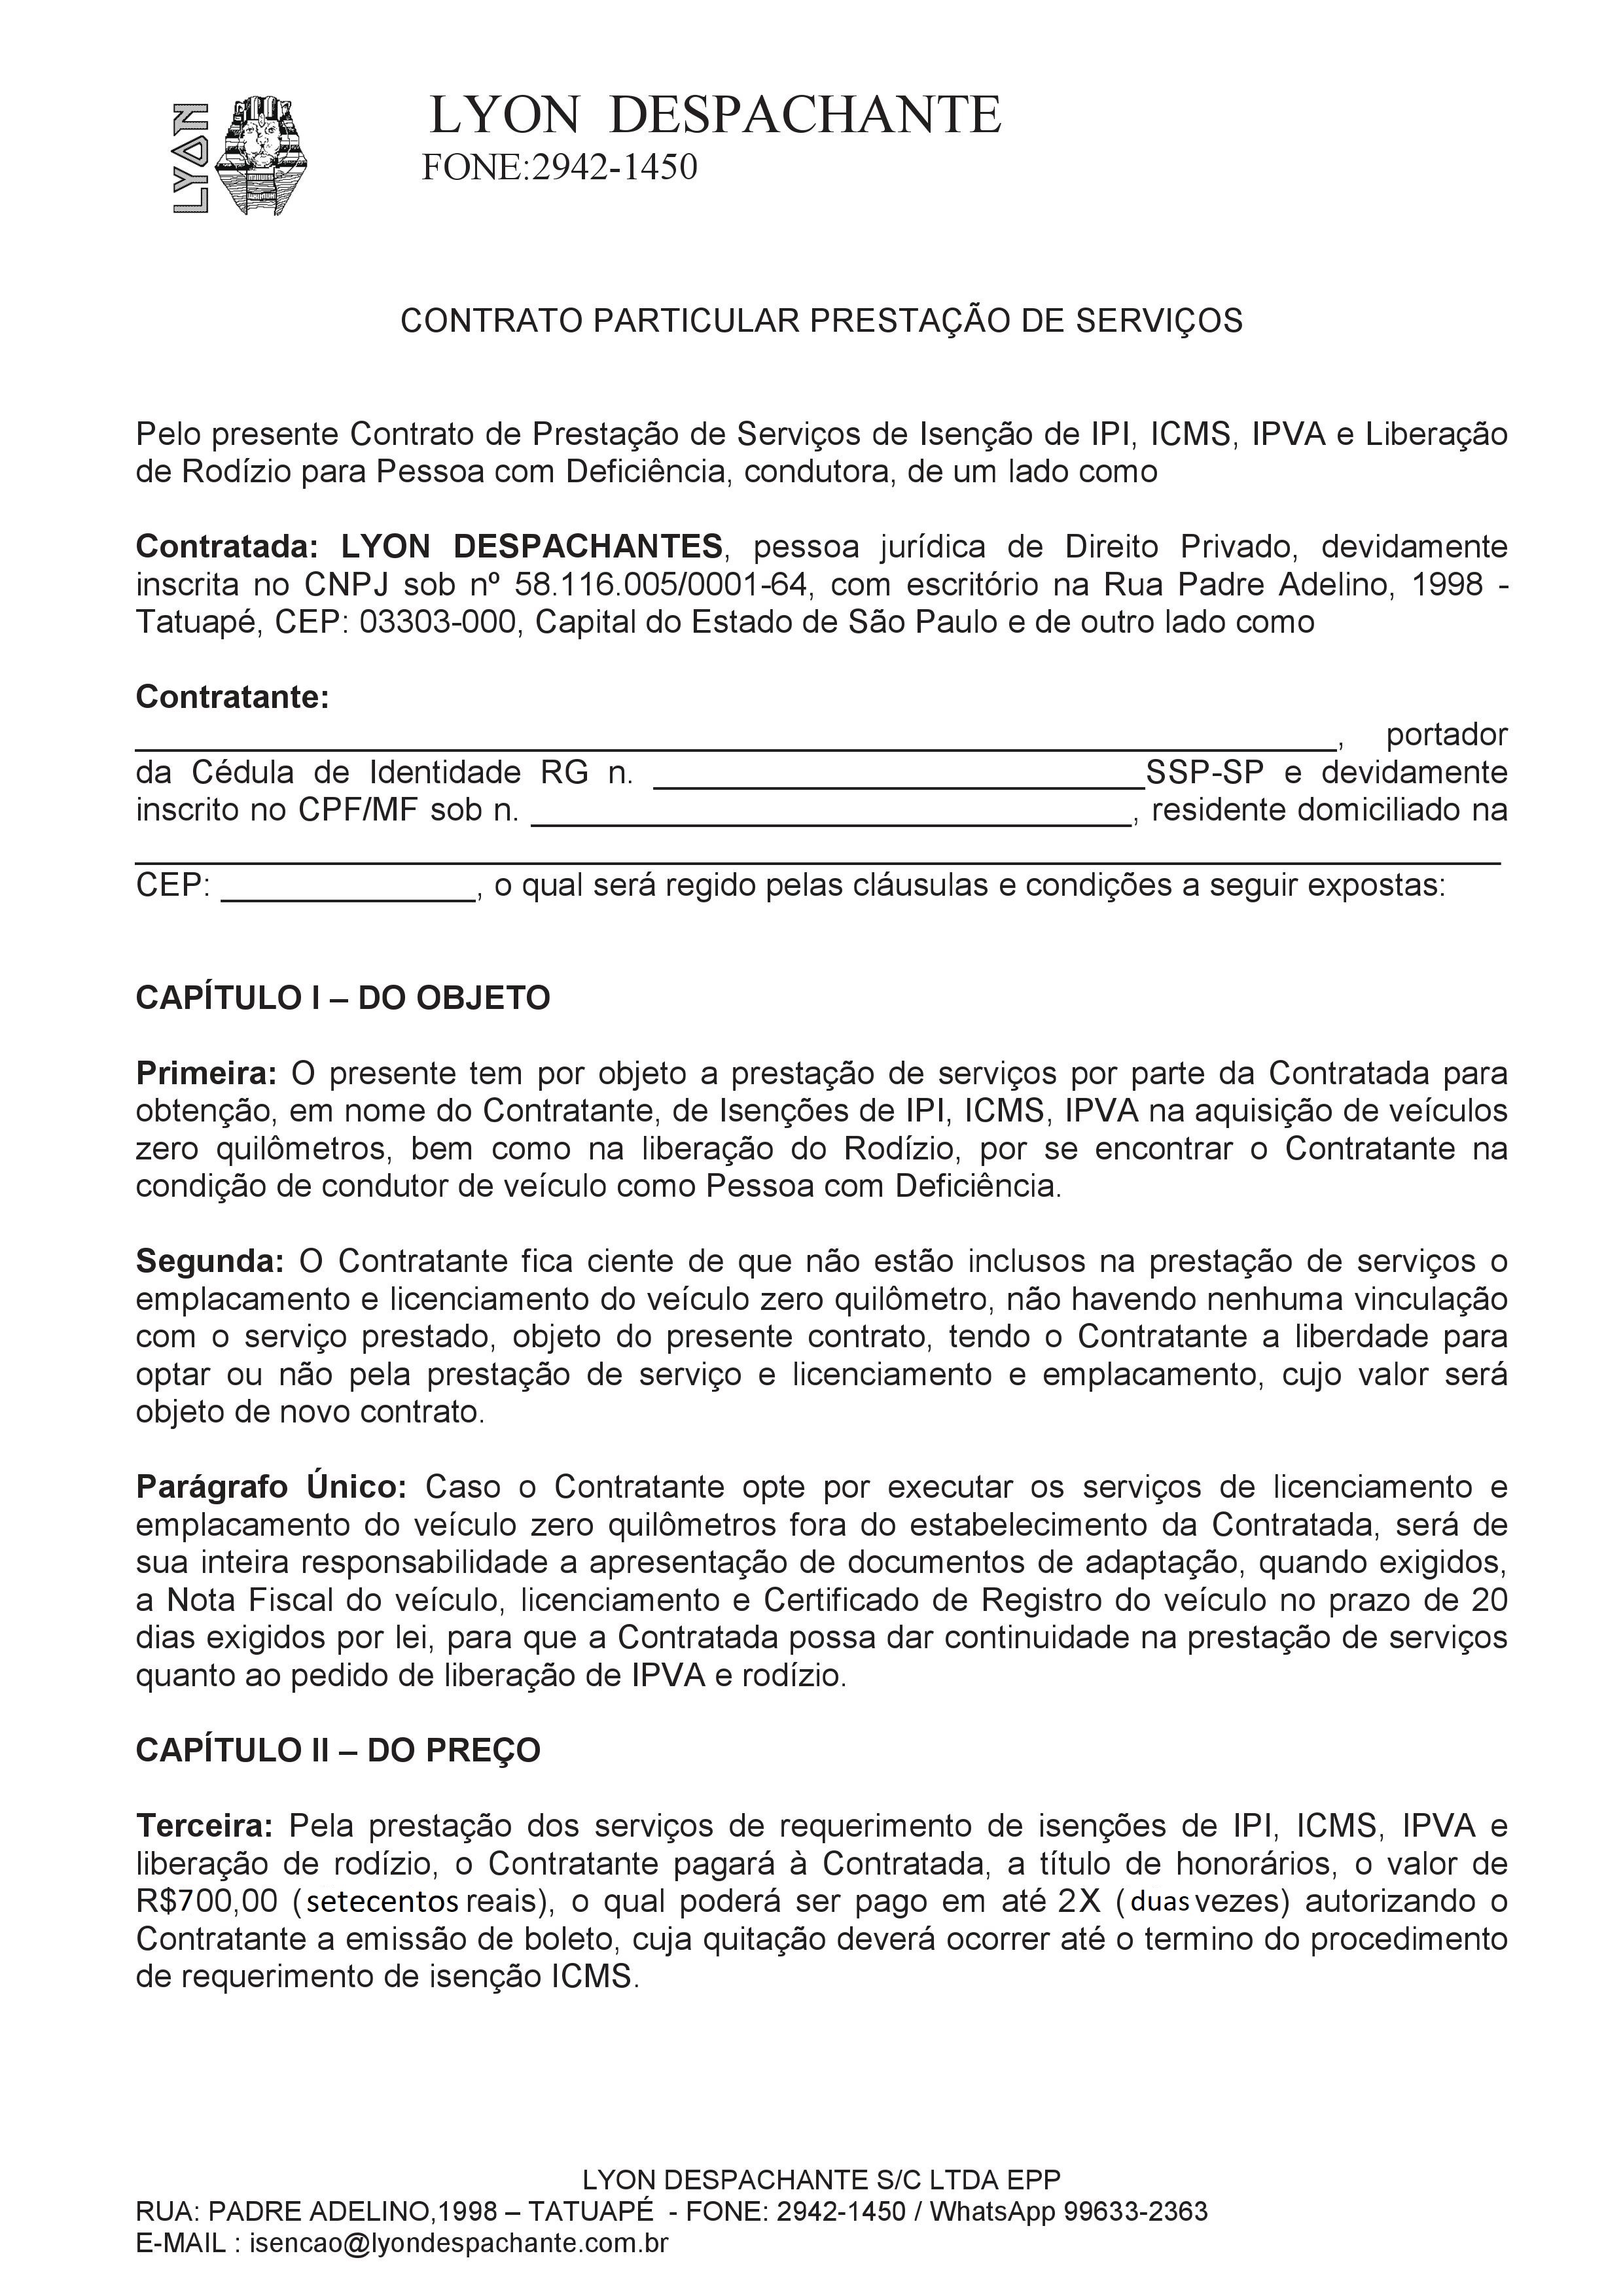 LYON
LYON DESPACHANTE
FONE:2942-1450
CONTRATO PARTICULAR PRESTAÇÃO DE SERVIÇOS
Pelo presente Contrato de Prestação de Serviços de Isenção de IPI, ICMS, IPVA e Liberação
de Rodízio para Pessoa com Deficiência, condutora, de um lado como
Contratada: LYON DESPACHANTES, pessoa jurídica de Direito Privado, devidamente
inscrita no CNPJ sob nº 58.116.005/0001-64, com escritório na Rua Padre Adelino, 1998 -
Tatuapé, CEP: 03303-000, Capital do Estado de São Paulo e de outro lado como
Contratante:
________________________________________________, portador
da Cédula de Identidade RG n. ____________________SSP-SP e devidamente
inscrito no CPF/MF sob n. ________________________, residente domiciliado na
______________________________________________________
CEP: __________, o qual será regido pelas cláusulas e condições a seguir expostas:
CAPÍTULO I – DO OBJETO
Primeira: O presente tem por objeto a prestação de serviços por parte da Contratada para
obtenção, em nome do Contratante, de Isenções de IPI, ICMS, IPVA na aquisição de veículos
zero quilômetros, bem como na liberação do Rodízio, por se encontrar o Contratante na
condição de condutor de veículo como Pessoa com Deficiência.
Segunda: O Contratante fica ciente de que não estão inclusos na prestação de serviços o
emplacamento e licenciamento do veículo zero quilômetro, não havendo nenhuma vinculação
com o serviço prestado, objeto do presente contrato, tendo o Contratante a liberdade para
optar ou não pela prestação de serviço e licenciamento e emplacamento, cujo valor será
objeto de novo contrato.
Parágrafo Único: Caso o Contratante opte por executar os serviços de licenciamento e
emplacamento do veículo zero quilômetros fora do estabelecimento da Contratada, será de
sua inteira responsabilidade a apresentação de documentos de adaptação, quando exigidos,
a Nota Fiscal do veículo, licenciamento e Certificado de Registro do veículo no prazo de 20
dias exigidos por lei, para que a Contratada possa dar continuidade na prestação de serviços
quanto ao pedido de liberação de IPVA e rodízio.
CAPÍTULO II – DO PREÇO
Terceira: Pela prestação dos serviços de requerimento de isenções de IPI, ICMS, IPVA e
liberação de rodízio, o Contratante pagará à Contratada, a título de honorários, o valor de
R$700,00 (setecentos reais), o qual poderá ser pago em até 2X (duas vezes) autorizando o
Contratante a emissão de boleto, cuja quitação deverá ocorrer até o termino do procedimento
de requerimento de isenção ICMS.
LYON DESPACHANTE S/C LTDA EPP
RUA: PADRE ADELINO,1998 – TATUAPÉ - FONE: 2942-1450 / WhatsApp 99633-2363
E-MAIL : isencao@lyondespachante.com.br